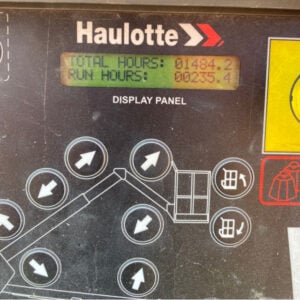 Haulotte
TOTAL HOURS: 01484.2
RUN HOURS: 00235.4
DISPLAY PANEL